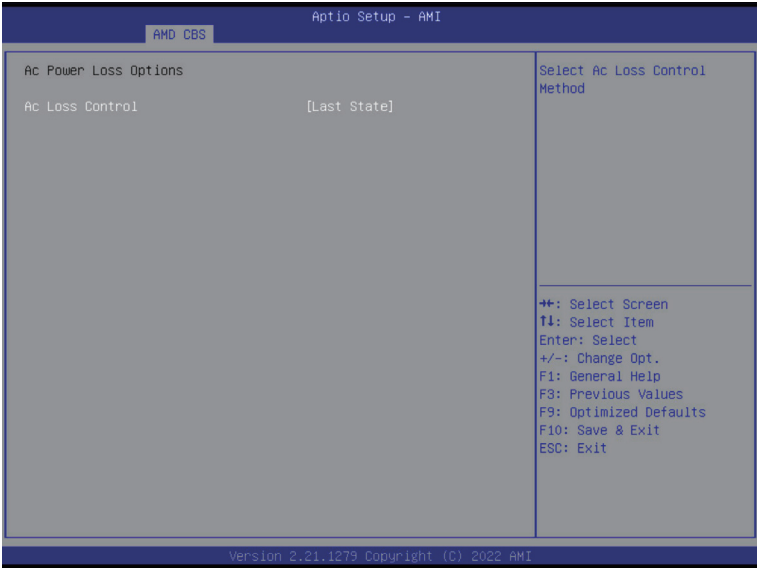 Aptio Setup - AMI
AMD CBS
Ac Power Loss Options
Ac Loss Control [Last State]
Select Ac Loss Control
Method
→←: Select Screen
↑↓: Select Item
Enter: Select
+/-: Change Opt.
F1: General Help
F3: Previous Values
F9: Optimized Defaults
F10: Save & Exit
ESC: Exit
Version 2.21.1279 Copyright (C) 2022 AMI